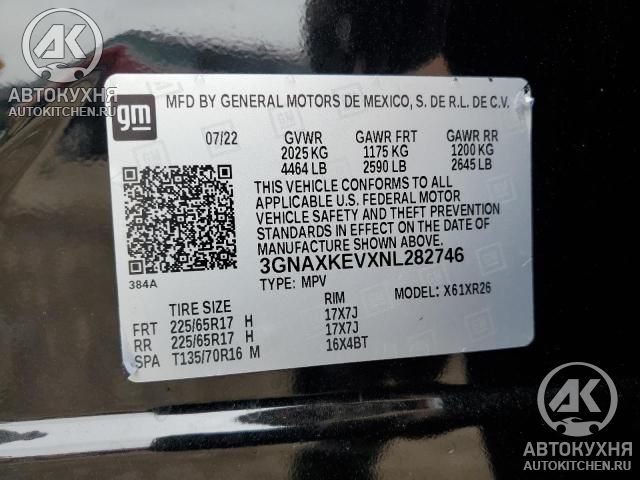 AK
АВТОКУХНЯ
AUTOKITCHEN.RU
gm
MFD BY GENERAL MOTORS DE MEXICO, S. DE R.L. DE C.V.
07/22 GVWR GAWR FRT GAWR RR
2025 KG 1175 KG 1200 KG
4464 LB 2590 LB 2645 LB
THIS VEHICLE CONFORMS TO ALL
APPLICABLE U.S. FEDERAL MOTOR
VEHICLE SAFETY AND THEFT PREVENTION
STANDARDS IN EFFECT ON THE DATE OF
MANUFACTURE SHOWN ABOVE.
384A
3GNAXKEVXNL282746
TYPE: MPV MODEL: X61XR26
TIRE SIZE RIM
FRT 225/65R17 H 17X7J
RR 225/65R17 H 17X7J
SPA T135/70R16 M 16X4BT
AK
АВТОКУХНЯ
AUTOKITCHEN.RU